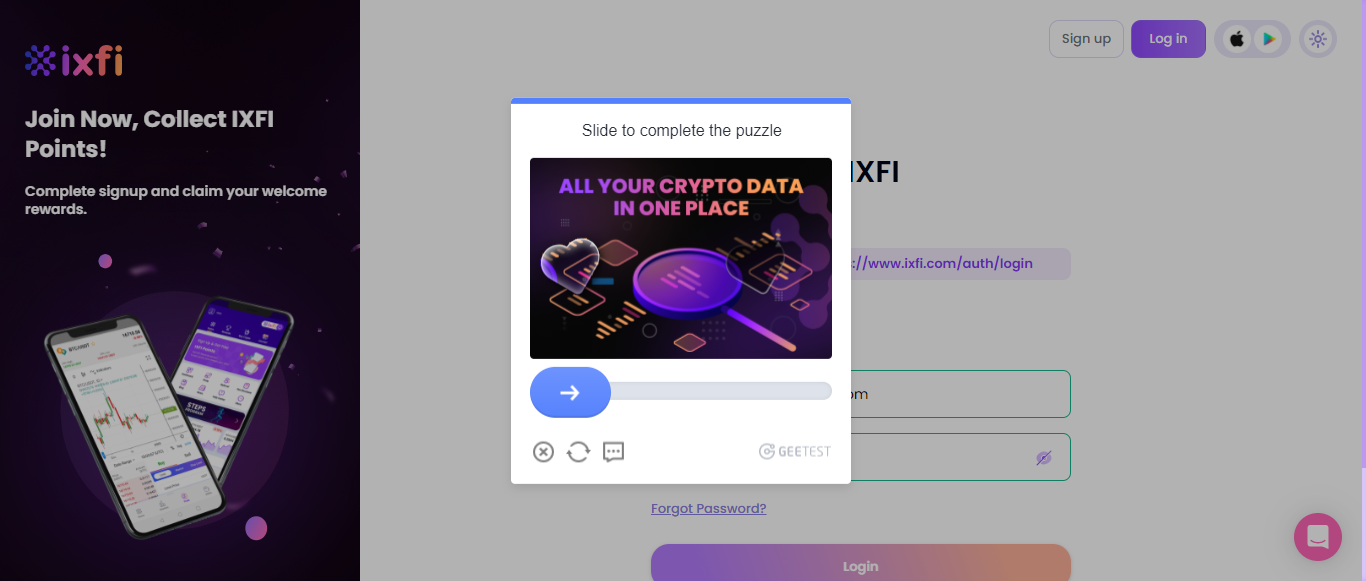 ixfi
Join Now, Collect IXFI
Points!
Complete signup and claim your welcome
rewards.
Sign up
Log in
IXFI
://www.ixfi.com/auth/login
Slide to complete the puzzle
ALL YOUR CRYPTO DATA
IN ONE PLACE
GEETEST
om
Forgot Password?
Login